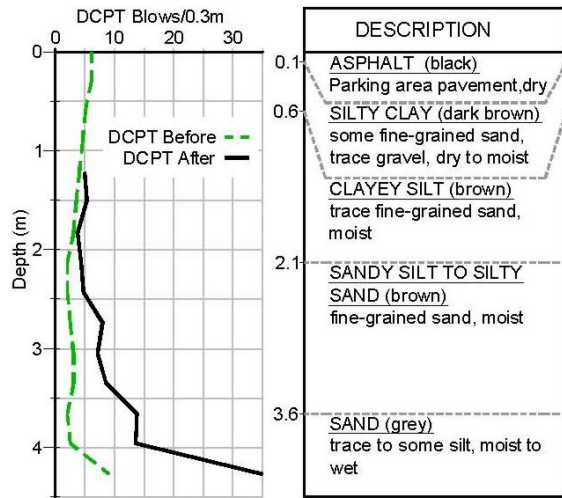 DCPT Blows/0.3m
0 10 20 30
0
1
2
3
4
Depth (m)
DCPT Before
DCPT After
DESCRIPTION
0.1
ASPHALT (black)
Parking area pavement,dry
0.6
SILTY CLAY (dark brown)
some fine-grained sand,
trace gravel, dry to moist
CLAYEY SILT (brown)
trace fine-grained sand,
moist
2.1
SANDY SILT TO SILTY
SAND (brown)
fine-grained sand, moist
3.6
SAND (grey)
trace to some silt, moist to
wet